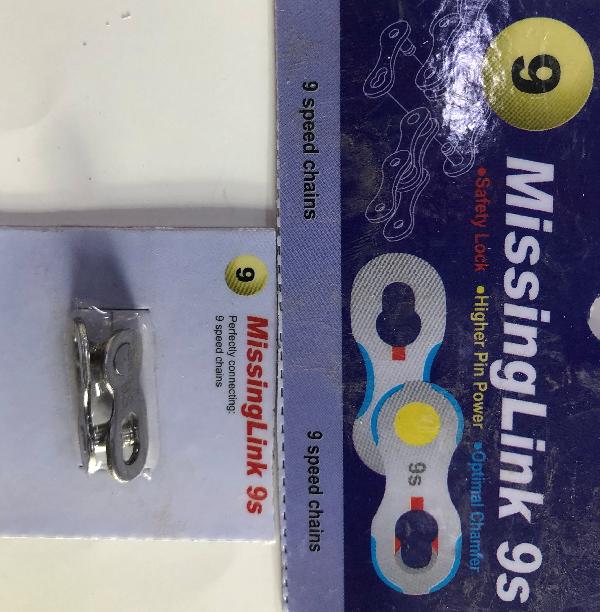 9
MissingLink 9s
•Safety Lock •Higher Pin Power •Optimal Chamfer
9s
9 speed chains
9 speed chains
9
MissingLink 9s
Perfectly connecting:
9 speed chains